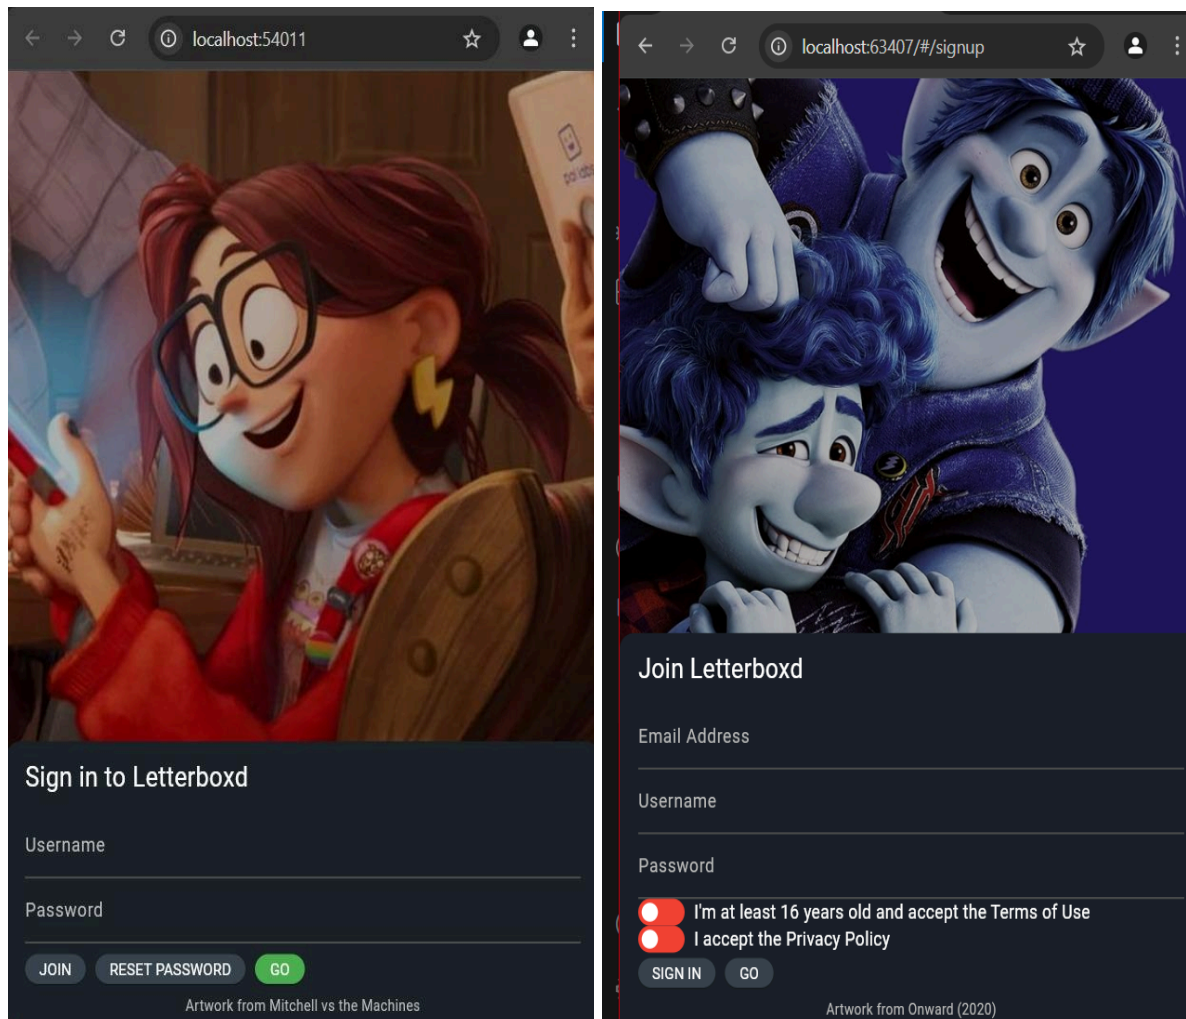 localhost:54011
Sign in to Letterboxd
Username
Password
JOIN
RESET PASSWORD
GO
Artwork from Mitchell vs the Machines
localhost:63407/#/signup
Join Letterboxd
Email Address
Username
Password
I'm at least 16 years old and accept the Terms of Use
I accept the Privacy Policy
SIGN IN
GO
Artwork from Onward (2020)